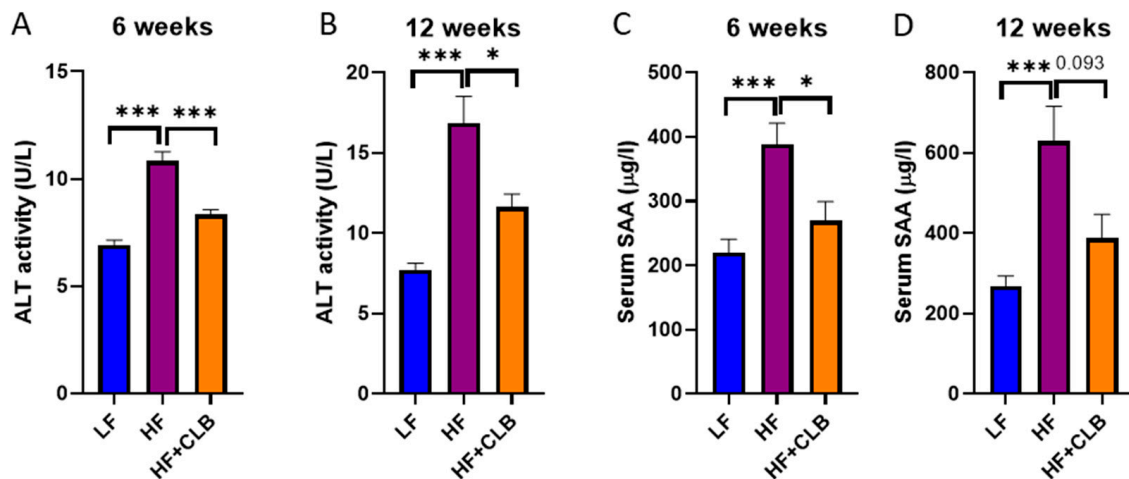 A
6 weeks
ALT activity (U/L)
15
10
5
0
***
***
LF
HF
HF+CLB
B
12 weeks
ALT activity (U/L)
20
15
10
5
0
***
*
LF
HF
HF+CLB
C
6 weeks
Serum SAA (µg/l)
500
400
300
200
100
0
***
*
LF
HF
HF+CLB
D
12 weeks
Serum SAA (µg/l)
800
600
400
200
0
***
0.093
LF
HF
HF+CLB